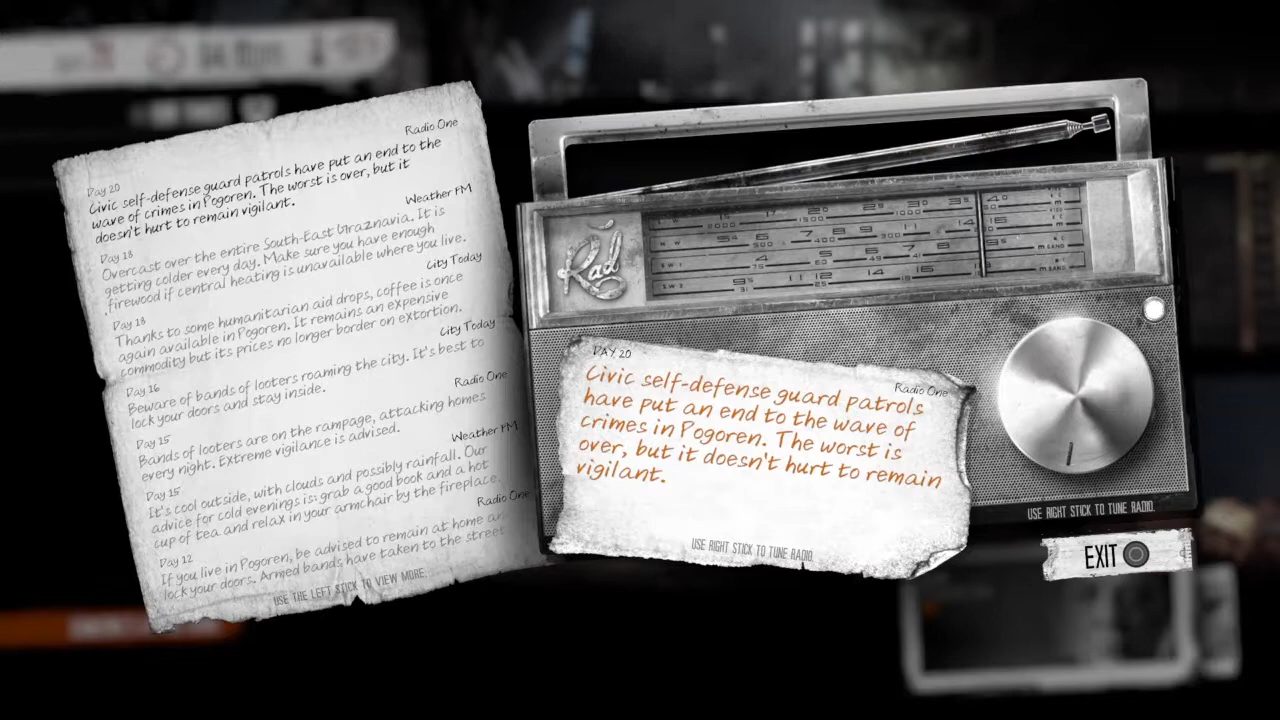 Radio One
Day 20
Civic self-defense guard patrols have put an end to the
wave of crimes in Pogoren. The worst is over, but it
doesn't hurt to remain vigilant.
Weather FM
Day 18
Overcast over the entire South-East Graznavia. It is
getting colder every day. Make sure you have enough
firewood if central heating is unavailable where you live.
City Today
Day 18
Thanks to some humanitarian aid drops, coffee is once
again available in Pogoren. It remains an expensive
commodity but its prices no longer border on extortion.
City Today
Day 16
Beware of bands of looters roaming the city. It's best to
lock your doors and stay inside.
Radio One
Day 15
Bands of looters are on the rampage, attacking homes
every night. Extreme vigilance is advised.
Weather FM
Day 15
It's cool outside, with clouds and possibly rainfall. Our
advice for cold evenings is: grab a good book and a hot
cup of tea and relax in your armchair by the fireplace.
Radio One
Day 12
If you live in Pogoren, be advised to remain at home an
lock your doors. Armed bands have taken to the street
USE THE LEFT STICK TO VIEW MORE.
Rad
DAY 20
Radio One
Civic self-defense guard patrols
have put an end to the wave of
crimes in Pogoren. The worst is
over, but it doesn't hurt to remain
vigilant.
USE RIGHT STICK TO TUNE RADIO.
USE RIGHT STICK TO TUNE RADIO.
EXIT